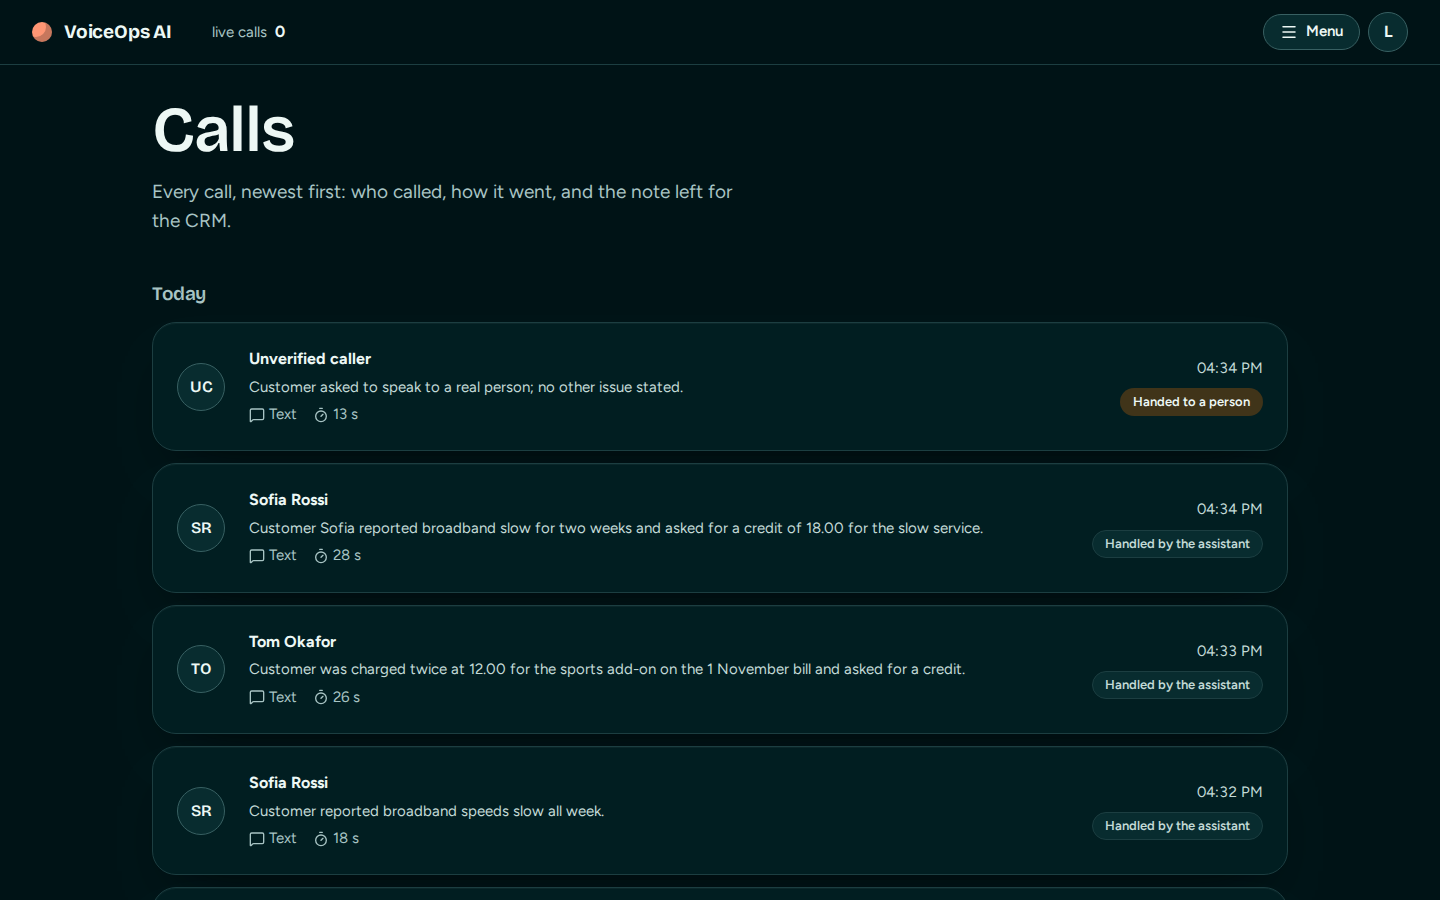 VoiceOps AI
live calls 0
Menu
L
Calls
Every call, newest first: who called, how it went, and the note left for
the CRM.
Today
UC
Unverified caller
Customer asked to speak to a real person; no other issue stated.
Text 13 s
04:34 PM
Handed to a person
SR
Sofia Rossi
Customer Sofia reported broadband slow for two weeks and asked for a credit of 18.00 for the slow service.
Text 28 s
04:34 PM
Handled by the assistant
TO
Tom Okafor
Customer was charged twice at 12.00 for the sports add-on on the 1 November bill and asked for a credit.
Text 26 s
04:33 PM
Handled by the assistant
SR
Sofia Rossi
Customer reported broadband speeds slow all week.
Text 18 s
04:32 PM
Handled by the assistant